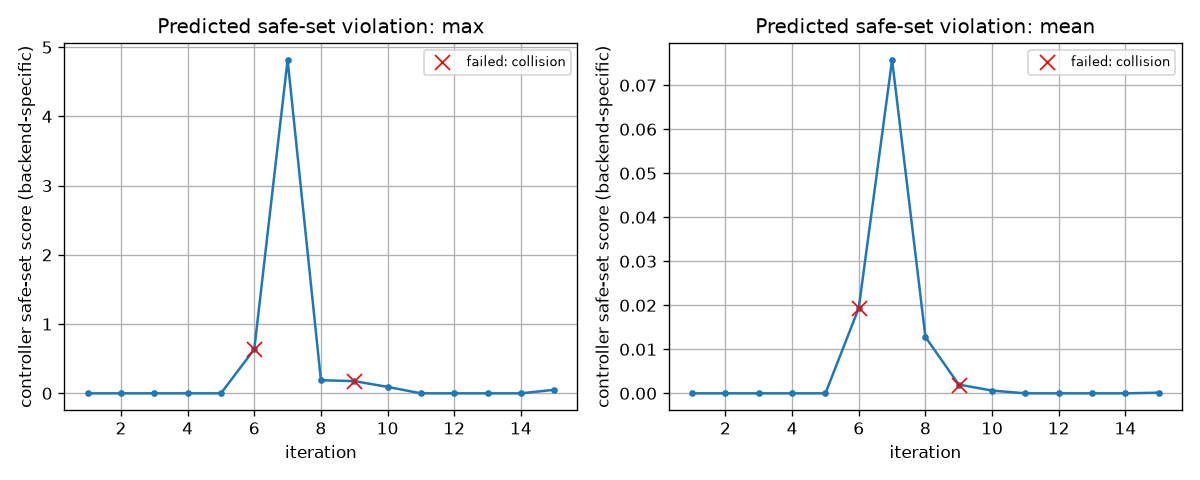 Predicted safe-set violation: max
controller safe-set score (backend-specific)
5
4
3
2
1
0
failed: collision
2 4 6 8 10 12 14
iteration
Predicted safe-set violation: mean
controller safe-set score (backend-specific)
0.07
0.06
0.05
0.04
0.03
0.02
0.01
0.00
failed: collision
2 4 6 8 10 12 14
iteration